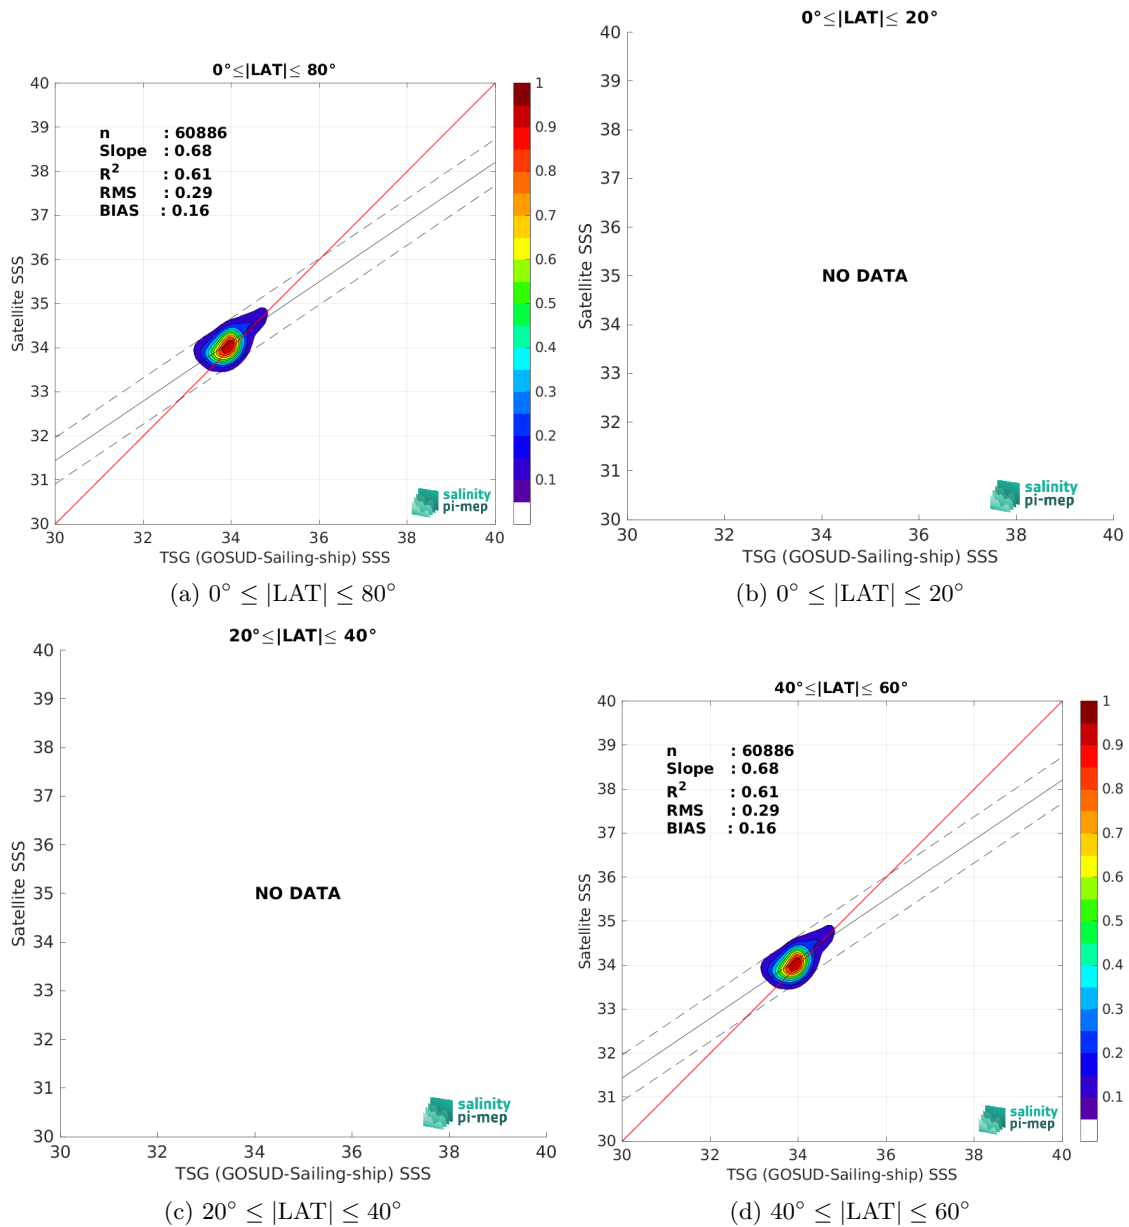 0°≤|LAT|≤ 80°
n : 60886
Slope : 0.68
R² : 0.61
RMS : 0.29
BIAS : 0.16
40
39
38
37
36
35
34
33
32
31
30
Satellite SSS
30 32 34 36 38 40
TSG (GOSUD-Sailing-ship) SSS
1
0.9
0.8
0.7
0.6
0.5
0.4
0.3
0.2
0.1
salinity
pi-mep
(a) 0° ≤ |LAT| ≤ 80°
0°≤|LAT|≤ 20°
40
39
38
37
36
35
34
33
32
31
30
Satellite SSS
NO DATA
30 32 34 36 38 40
TSG (GOSUD-Sailing-ship) SSS
salinity
pi-mep
(b) 0° ≤ |LAT| ≤ 20°
20°≤|LAT|≤ 40°
40
39
38
37
36
35
34
33
32
31
30
Satellite SSS
NO DATA
30 32 34 36 38 40
TSG (GOSUD-Sailing-ship) SSS
salinity
pi-mep
(c) 20° ≤ |LAT| ≤ 40°
40°≤|LAT|≤ 60°
n : 60886
Slope : 0.68
R² : 0.61
RMS : 0.29
BIAS : 0.16
40
39
38
37
36
35
34
33
32
31
30
Satellite SSS
30 32 34 36 38 40
TSG (GOSUD-Sailing-ship) SSS
1
0.9
0.8
0.7
0.6
0.5
0.4
0.3
0.2
0.1
salinity
pi-mep
(d) 40° ≤ |LAT| ≤ 60°